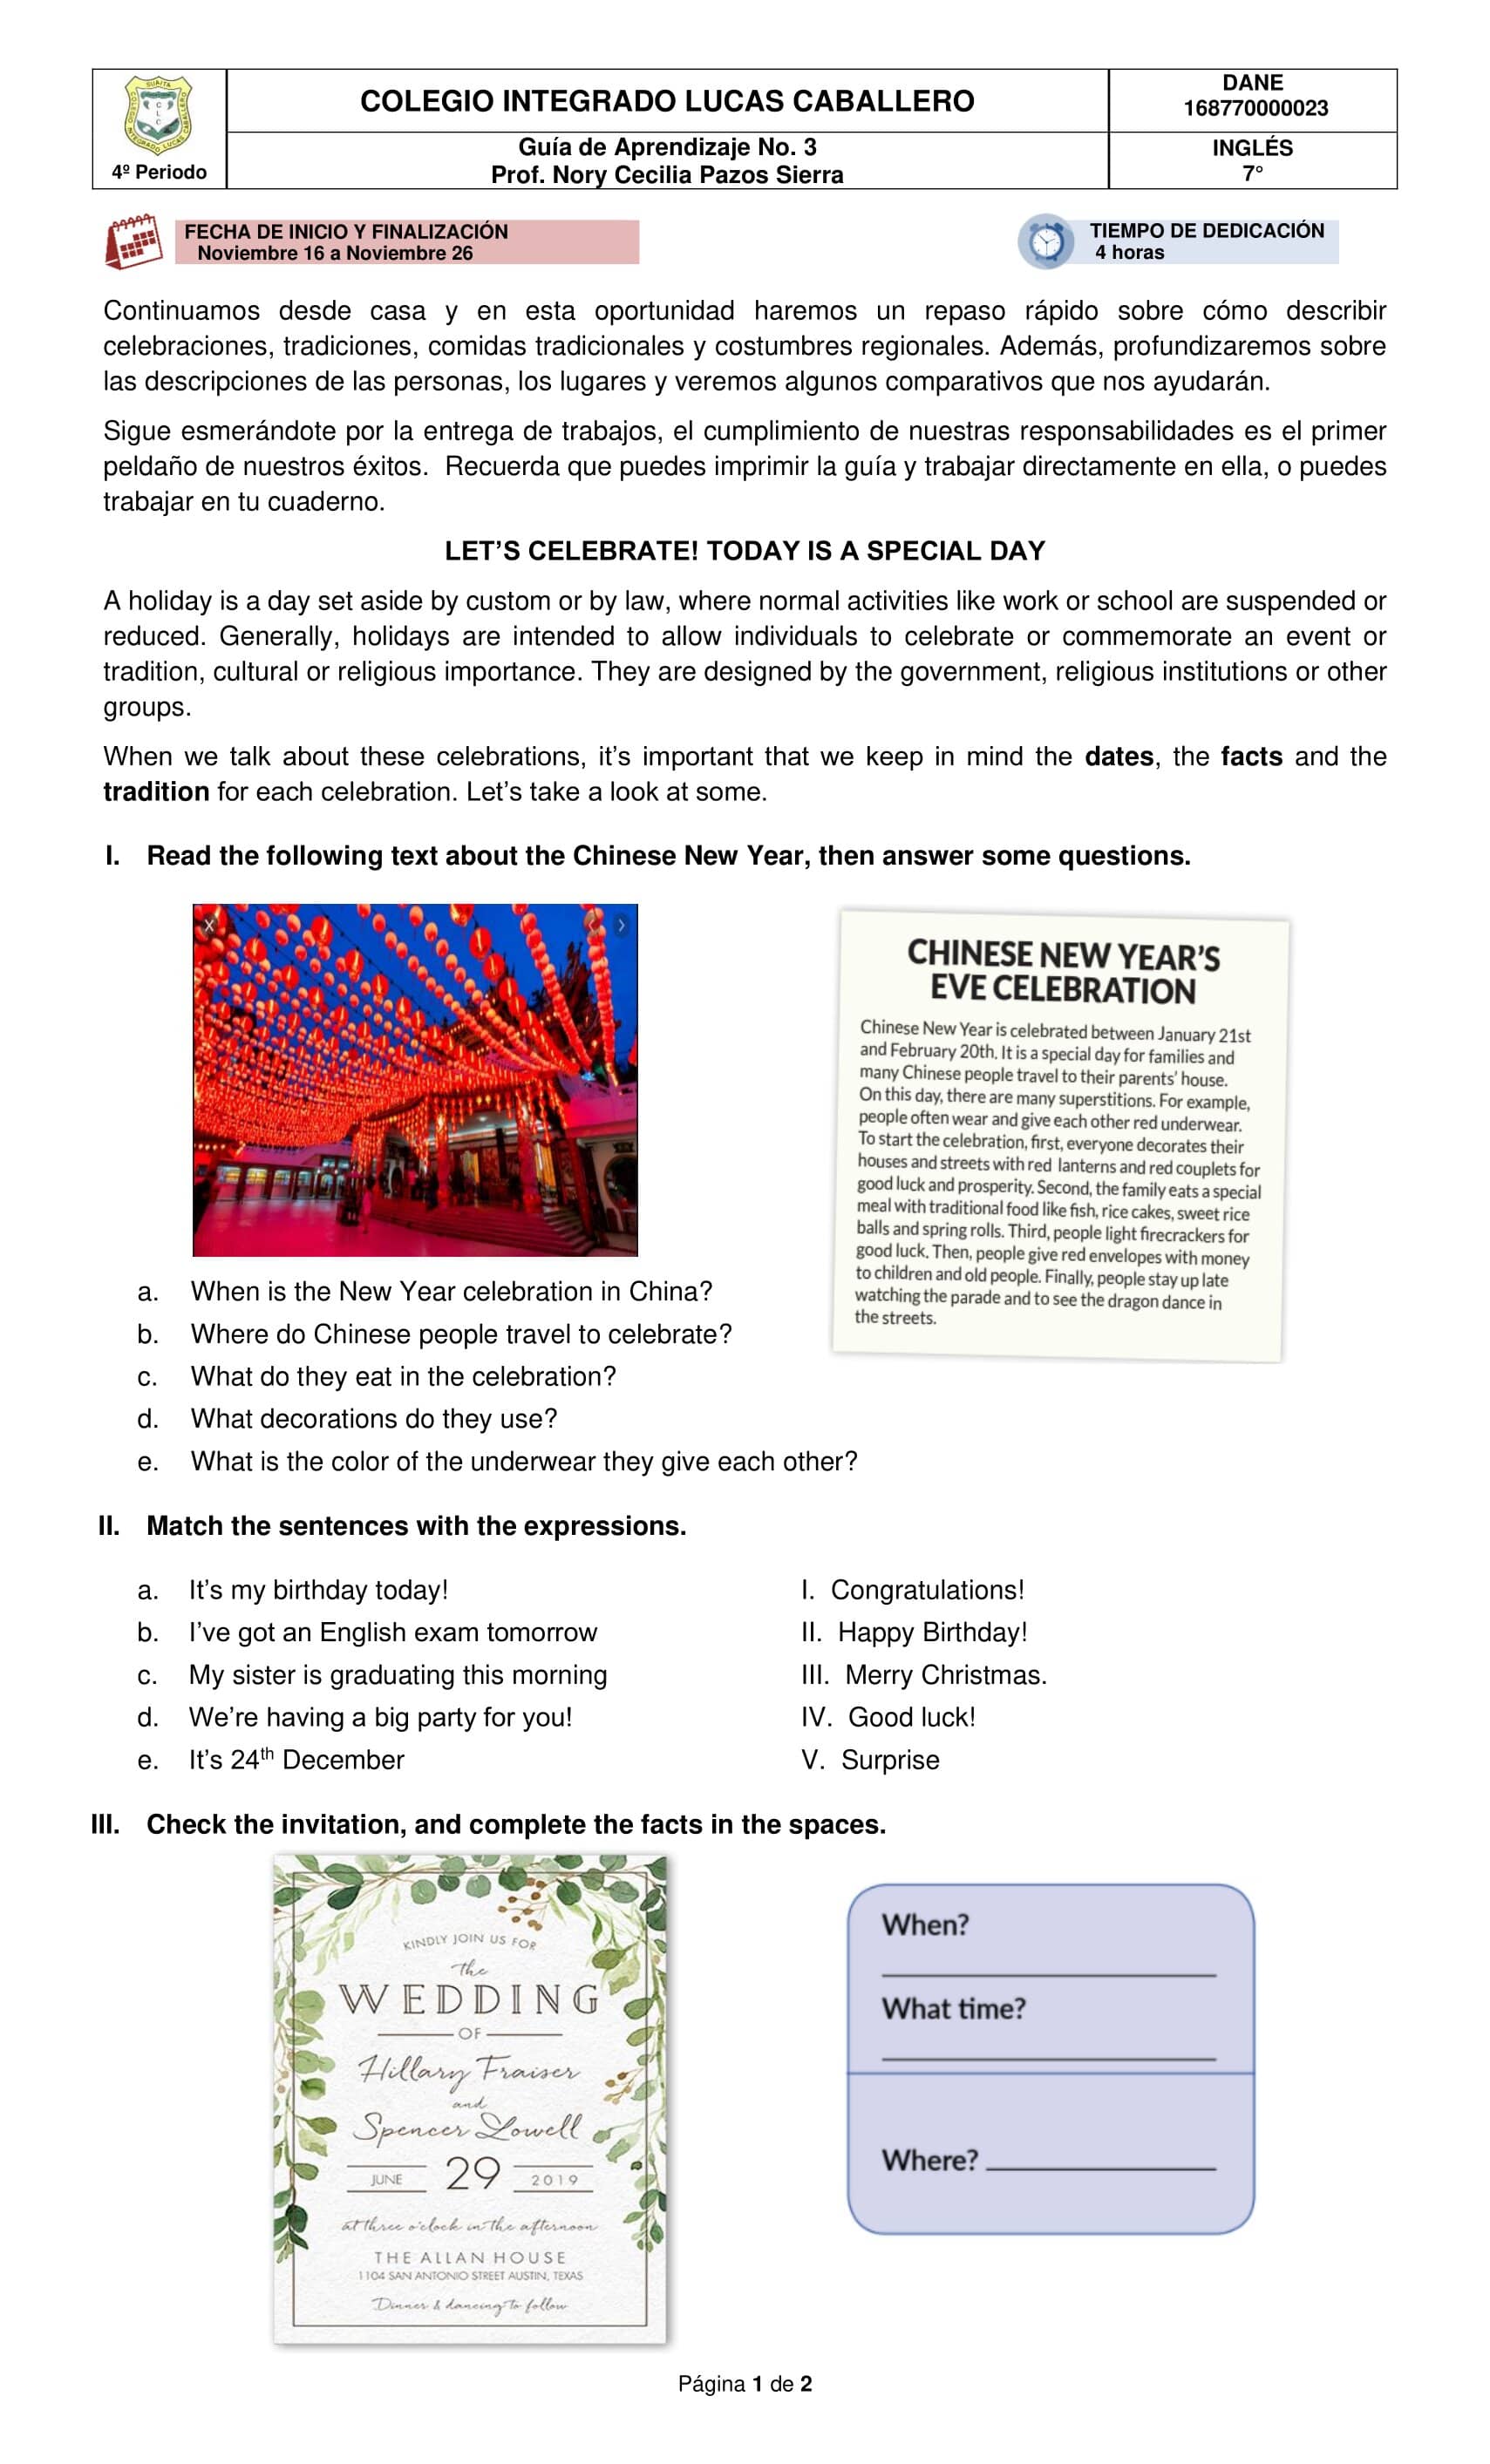 GUAITA
COLEGIO INTEGRADO LUCAS CABALLERO
C L C
4º Periodo
COLEGIO INTEGRADO LUCAS CABALLERO
Guía de Aprendizaje No. 3
Prof. Nory Cecilia Pazos Sierra
DANE
168770000023
INGLÉS
7°
FECHA DE INICIO Y FINALIZACIÓN
Noviembre 16 a Noviembre 26
TIEMPO DE DEDICACIÓN
4 horas
Continuamos desde casa y en esta oportunidad haremos un repaso rápido sobre cómo describir
celebraciones, tradiciones, comidas tradicionales y costumbres regionales. Además, profundizaremos sobre
las descripciones de las personas, los lugares y veremos algunos comparativos que nos ayudarán.
Sigue esmerándote por la entrega de trabajos, el cumplimiento de nuestras responsabilidades es el primer
peldaño de nuestros éxitos. Recuerda que puedes imprimir la guía y trabajar directamente en ella, o puedes
trabajar en tu cuaderno.
LET’S CELEBRATE! TODAY IS A SPECIAL DAY
A holiday is a day set aside by custom or by law, where normal activities like work or school are suspended or
reduced. Generally, holidays are intended to allow individuals to celebrate or commemorate an event or
tradition, cultural or religious importance. They are designed by the government, religious institutions or other
groups.
When we talk about these celebrations, it’s important that we keep in mind the dates, the facts and the
tradition for each celebration. Let’s take a look at some.
I. Read the following text about the Chinese New Year, then answer some questions.
CHINESE NEW YEAR’S
EVE CELEBRATION
Chinese New Year is celebrated between January 21st
and February 20th. It is a special day for families and
many Chinese people travel to their parents’ house.
On this day, there are many superstitions. For example,
people often wear and give each other red underwear.
To start the celebration, first, everyone decorates their
houses and streets with red lanterns and red couplets for
good luck and prosperity. Second, the family eats a special
meal with traditional food like fish, rice cakes, sweet rice
balls and spring rolls. Third, people light firecrackers for
good luck. Then, people give red envelopes with money
to children and old people. Finally, people stay up late
watching the parade and to see the dragon dance in
the streets.
a. When is the New Year celebration in China?
b. Where do Chinese people travel to celebrate?
c. What do they eat in the celebration?
d. What decorations do they use?
e. What is the color of the underwear they give each other?
II. Match the sentences with the expressions.
a. It’s my birthday today!
b. I’ve got an English exam tomorrow
c. My sister is graduating this morning
d. We’re having a big party for you!
e. It’s 24th December
I. Congratulations!
II. Happy Birthday!
III. Merry Christmas.
IV. Good luck!
V. Surprise
III. Check the invitation, and complete the facts in the spaces.
KINDLY JOIN US FOR
the
WEDDING
OF
Hillary Fraiser
and
Spencer Lowell
JUNE 29 2019
at three o'clock in the afternoon
THE ALLAN HOUSE
1104 SAN ANTONIO STREET AUSTIN, TEXAS
Dinner & dancing to follow
When?
What time?
Where?
Página 1 de 2